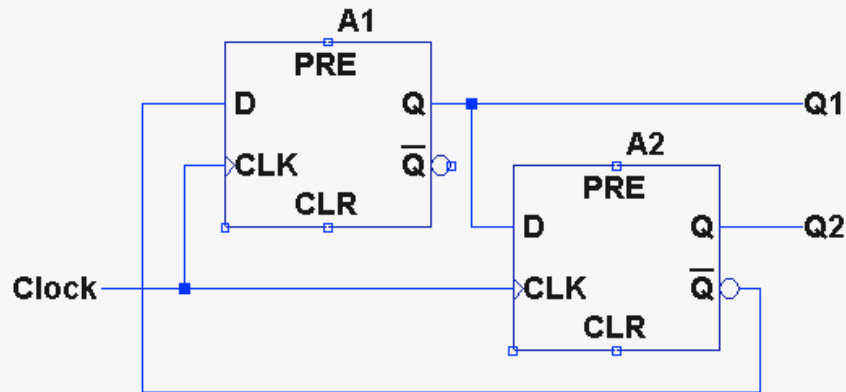 A1
PRE
D Q
CLK Q̅
CLR
Q1
A2
PRE
D Q
CLK Q̅
CLR
Q2
Clock